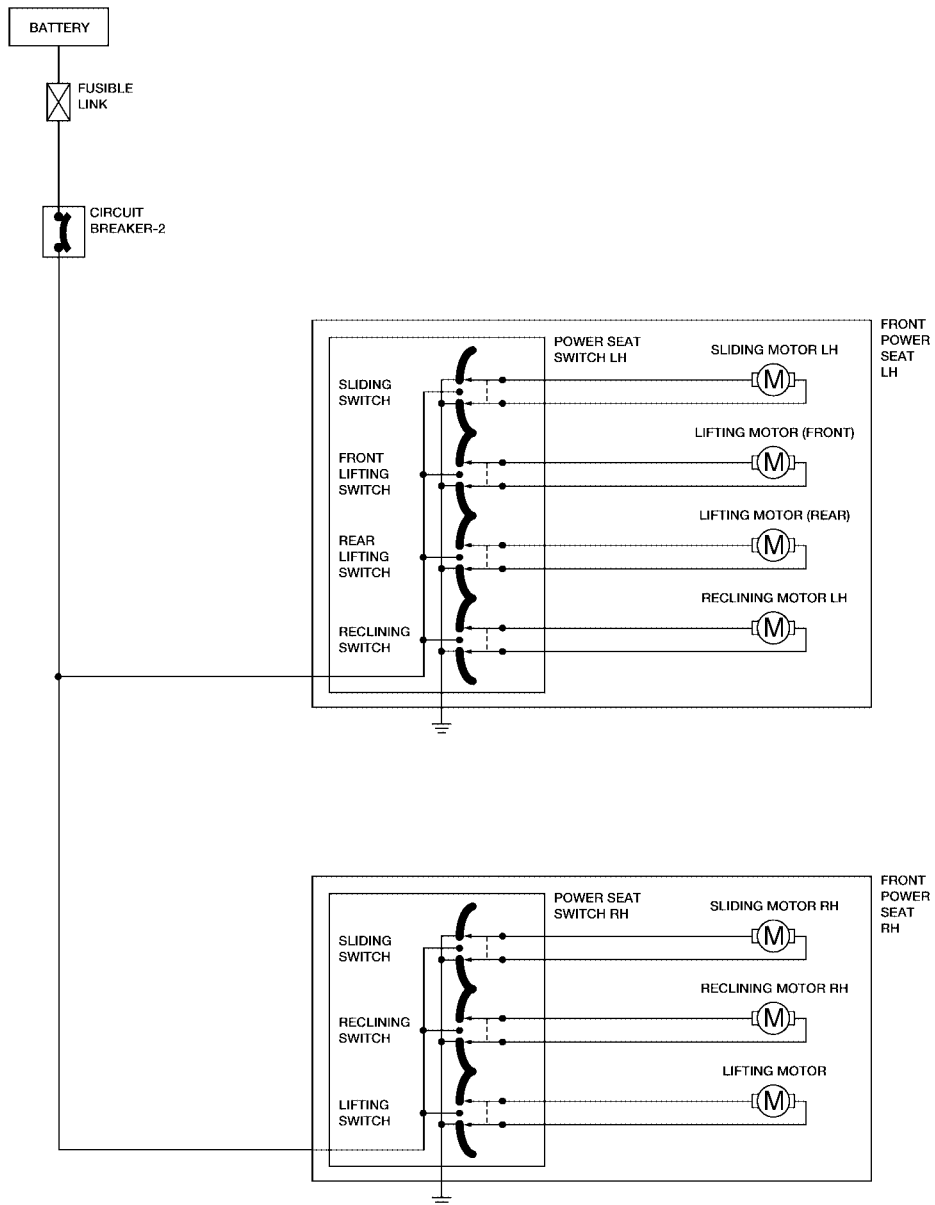 BATTERY
FUSIBLE
LINK
CIRCUIT
BREAKER-2
FRONT
POWER
SEAT
LH
POWER SEAT
SWITCH LH
SLIDING MOTOR LH
SLIDING
SWITCH
M
LIFTING MOTOR (FRONT)
FRONT
LIFTING
SWITCH
M
LIFTING MOTOR (REAR)
REAR
LIFTING
SWITCH
M
RECLINING MOTOR LH
RECLINING
SWITCH
M
FRONT
POWER
SEAT
RH
POWER SEAT
SWITCH RH
SLIDING MOTOR RH
SLIDING
SWITCH
M
RECLINING MOTOR RH
RECLINING
SWITCH
M
LIFTING MOTOR
LIFTING
SWITCH
M